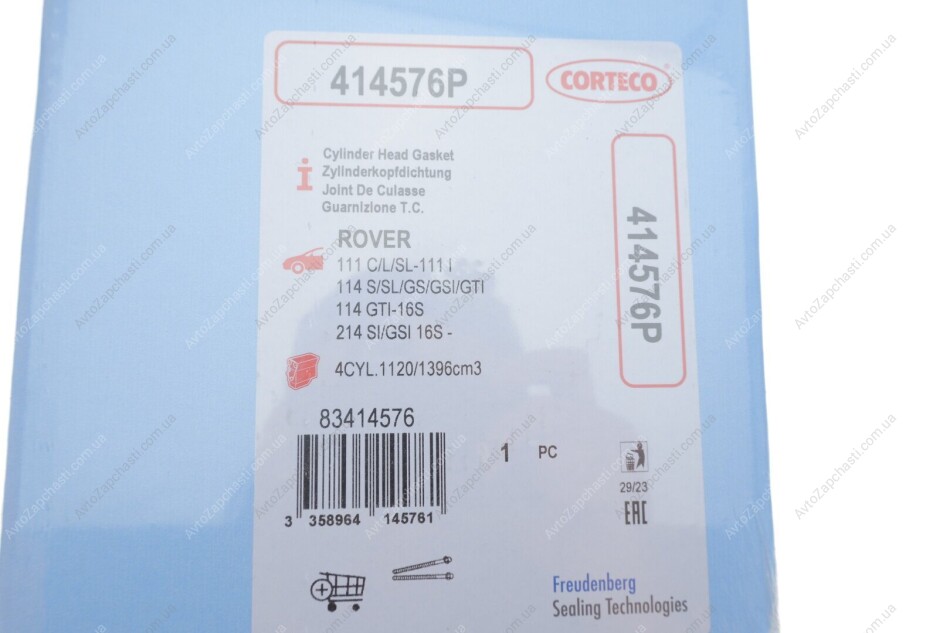 414576P
CORTECO
Cylinder Head Gasket
Zylinderkopfdichtung
Joint De Culasse
Guarnizione T.C.
414576P
ROVER
111 C/L/SL-111 I
114 S/SL/GS/GSI/GTI
114 GTI-16S
214 SI/GSI 16S -
4CYL.1120/1396cm3
83414576
1 PC
29/23
EAC
3 358964 145761
Freudenberg
Sealing Technologies
AvtoZapchasti.com.ua